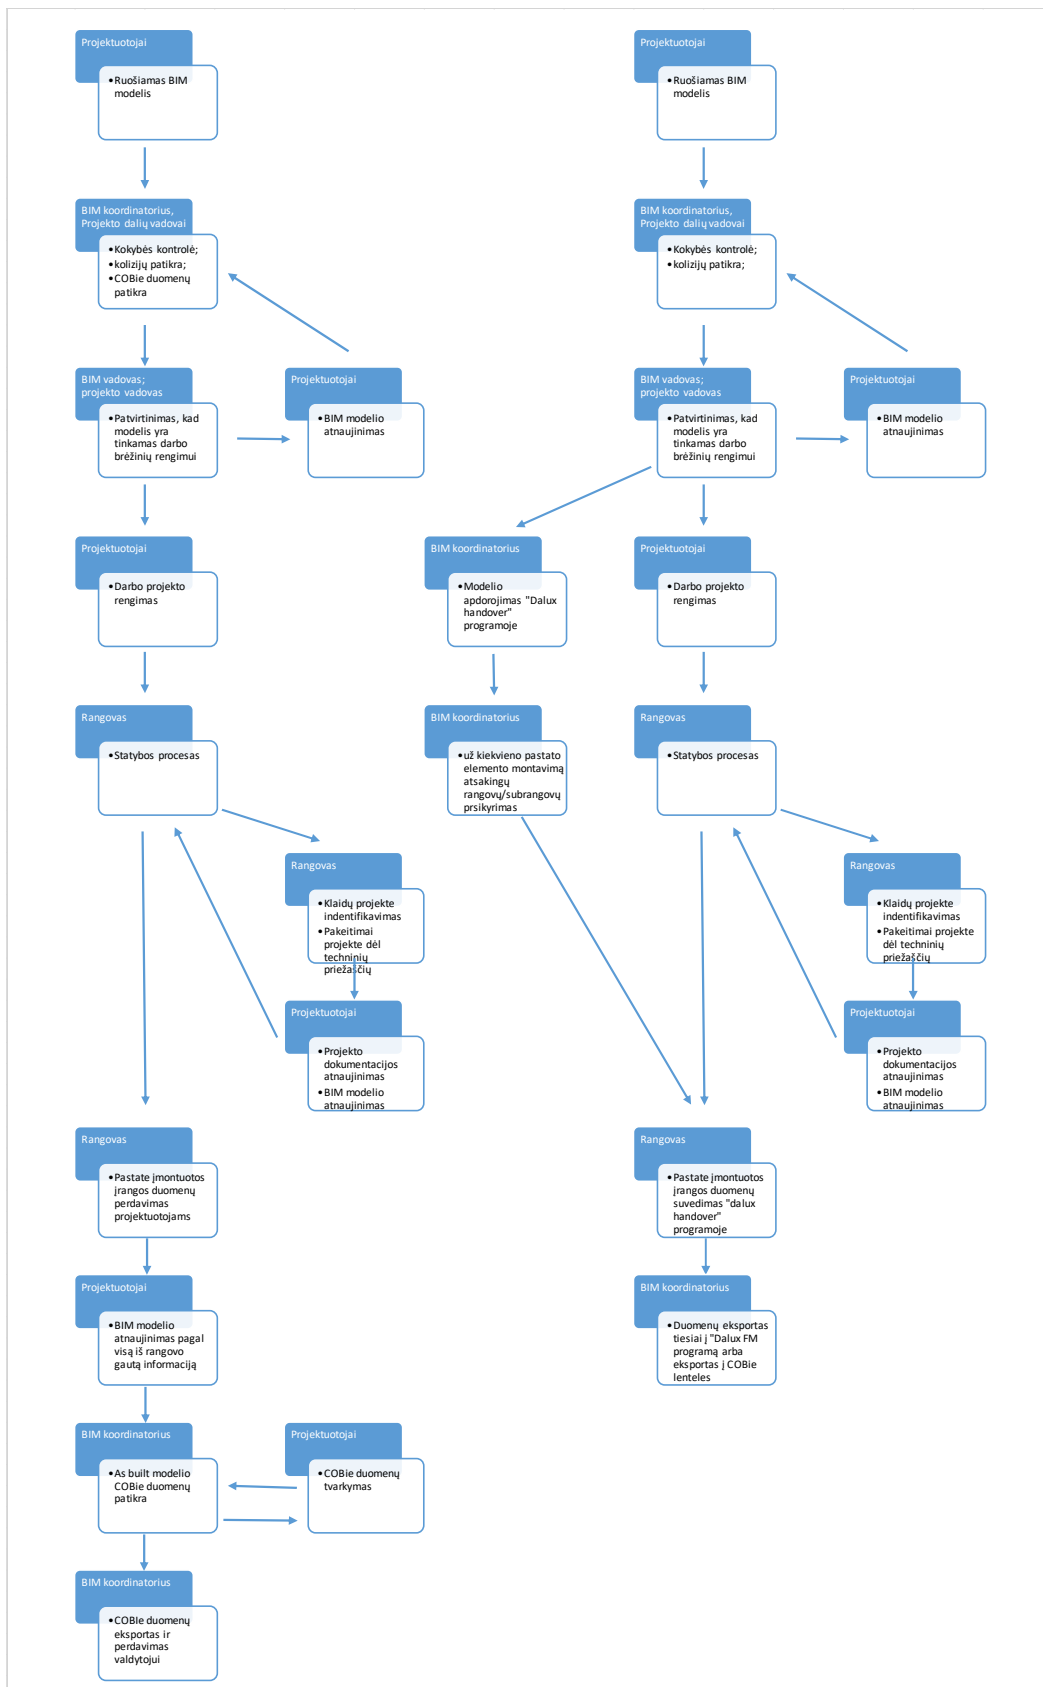 Projektuotojai
•Ruošiamas BIM
modelis
BIM koordinatorius,
Projekto dalių vadovai
•Kokybės kontrolė;
•kolizijų patikra;
•COBie duomenų
patikra
BIM vadovas;
projekto vadovas
•Patvirtinimas, kad
modelis yra
tinkamas darbo
brėžinių rengimui
Projektuotojai
•BIM modelio
atnaujinimas
Projektuotojai
•Darbo projekto
rengimas
Rangovas
•Statybos procesas
Rangovas
•Klaidų projekte
indentifikavimas
•Pakeitimai
projekte dėl
techninių
priežaščių
Projektuotojai
•Projekto
dokumentacijos
atnaujinimas
•BIM modelio
atnaujinimas
Rangovas
•Pastate įmontuotos
įrangos duomenų
perdavimas
projektuotojams
Projektuotojai
•BIM modelio
atnaujinimas pagal
visą iš rangovo
gautą informaciją
BIM koordinatorius
•As built modelio
COBie duomenų
patikra
Projektuotojai
•COBie duomenų
tvarkymas
BIM koordinatorius
•COBIe duomenų
eksportas ir
perdavimas
valdytojui
Projektuotojai
•Ruošiamas BIM
modelis
BIM koordinatorius,
Projekto dalių vadovai
•Kokybės kontrolė;
•kolizijų patikra;
BIM vadovas;
projekto vadovas
•Patvirtinimas, kad
modelis yra
tinkamas darbo
brėžinių rengimui
Projektuotojai
•BIM modelio
atnaujinimas
BIM koordinatorius
•Modelio
apdorojimas "Dalux
handover"
programoje
BIM koordinatorius
•už kiekvieno pastato
elemento montavimą
atsakingų
rangovų/subrangovų
prsikyrimas
Projektuotojai
•Darbo projekto
rengimas
Rangovas
•Statybos procesas
Rangovas
•Klaidų projekte
indentifikavimas
•Pakeitimai projekte
dėl techninių
priežaščių
Projektuotojai
•Projekto
dokumentacijos
atnaujinimas
•BIM modelio
atnaujinimas
Rangovas
•Pastate įmontuotos
įrangos duomenų
suvedimas "dalux
handover"
programoje
BIM koordinatorius
•Duomenų eksportas
tiesiai į "Dalux FM
programą arba
eksportas į COBie
lenteles